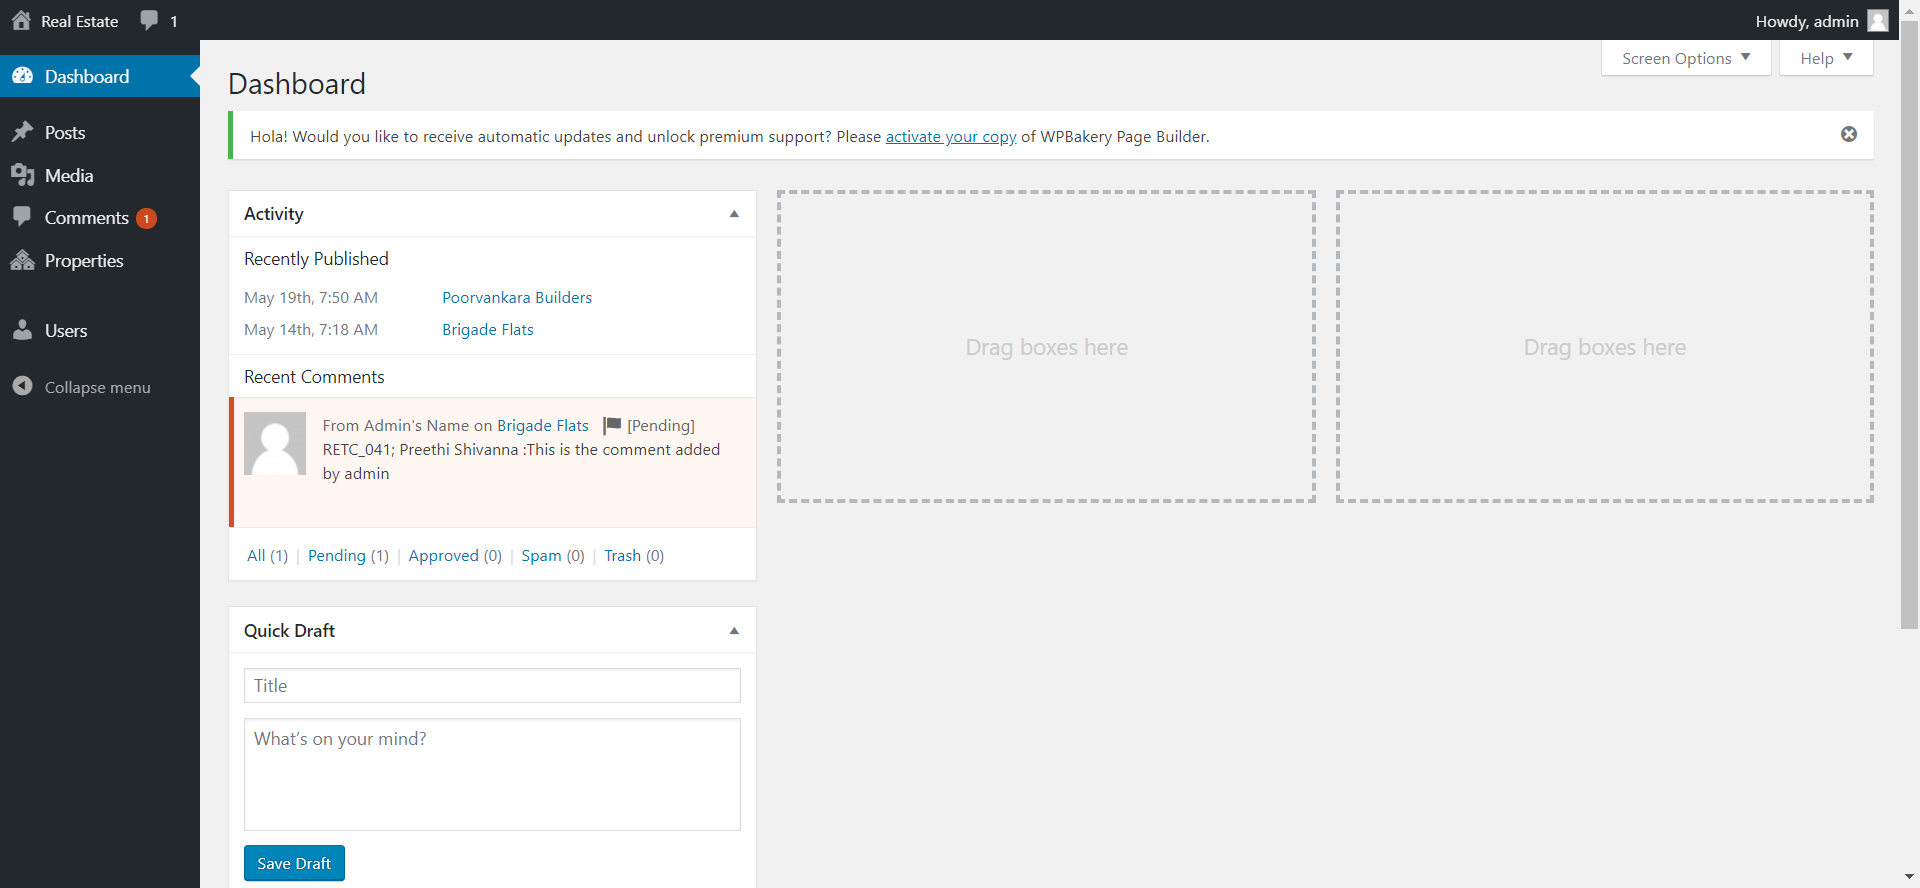 Real Estate 1 Howdy, admin
Dashboard
Posts
Media
Comments 1
Properties
Users
Collapse menu
Screen Options Help
Dashboard
Hola! Would you like to receive automatic updates and unlock premium support? Please activate your copy of WPBakery Page Builder.
Activity
Recently Published
May 19th, 7:50 AM Poorvankara Builders
May 14th, 7:18 AM Brigade Flats
Recent Comments
From Admin's Name on Brigade Flats [Pending]
RETC_041; Preethi Shivanna :This is the comment added
by admin
All (1) | Pending (1) | Approved (0) | Spam (0) | Trash (0)
Quick Draft
Title
What's on your mind?
Save Draft
Drag boxes here
Drag boxes here